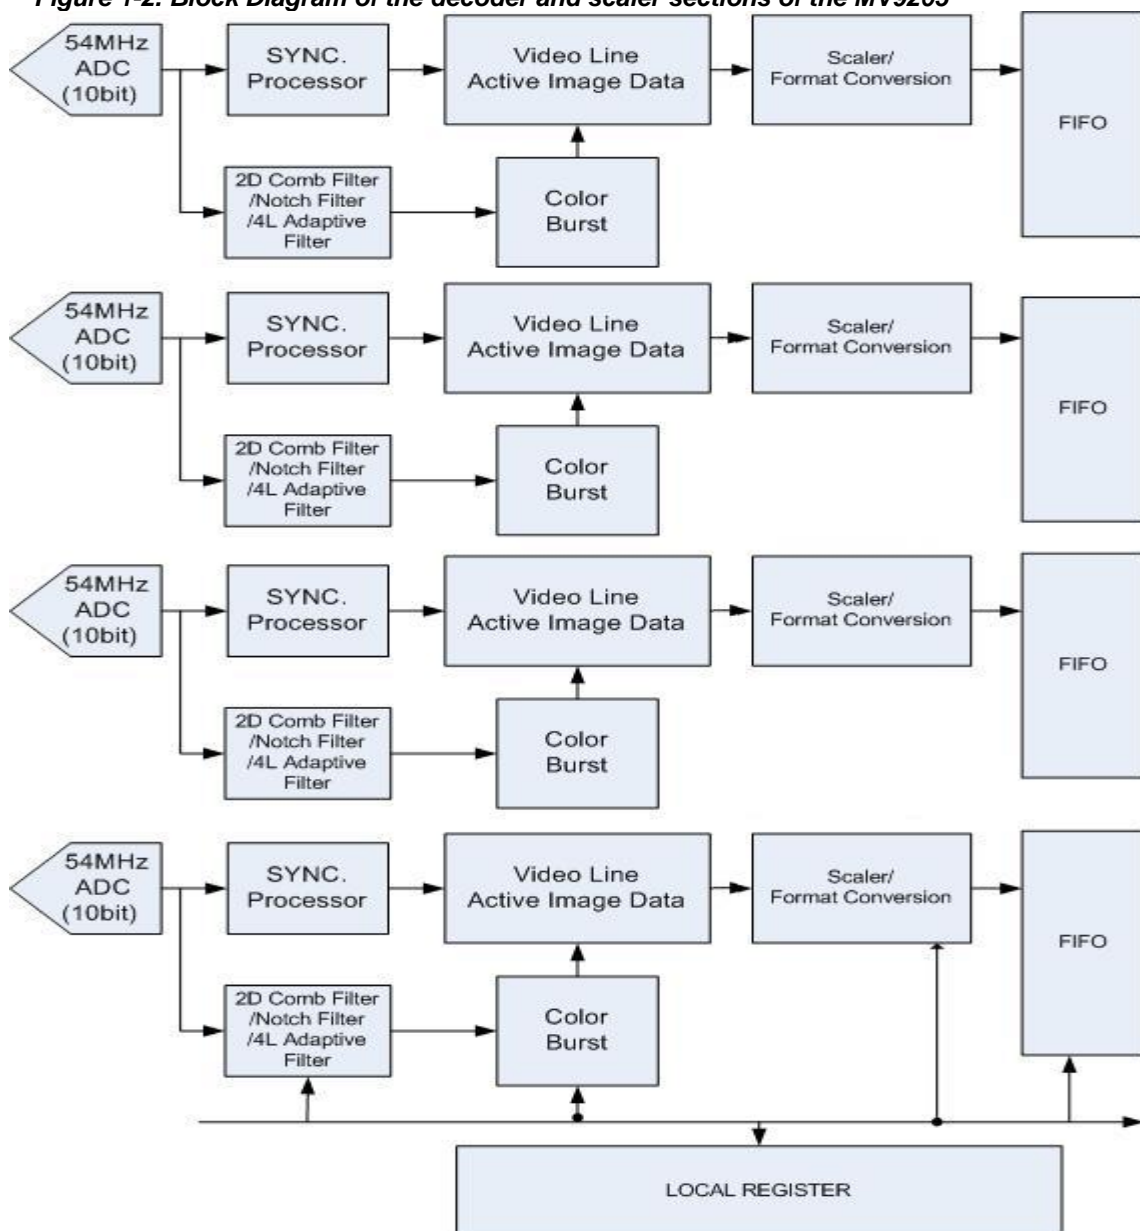 Figure 1-2. Block Diagram of the decoder and scaler sections of the MV9205
54MHz
ADC
(10bit)
SYNC.
Processor
Video Line
Active Image Data
Scaler/
Format Conversion
FIFO
2D Comb Filter
/Notch Filter
/4L Adaptive
Filter
Color
Burst
54MHz
ADC
(10bit)
SYNC.
Processor
Video Line
Active Image Data
Scaler/
Format Conversion
FIFO
2D Comb Filter
/Notch Filter
/4L Adaptive
Filter
Color
Burst
54MHz
ADC
(10bit)
SYNC.
Processor
Video Line
Active Image Data
Scaler/
Format Conversion
FIFO
2D Comb Filter
/Notch Filter
/4L Adaptive
Filter
Color
Burst
54MHz
ADC
(10bit)
SYNC.
Processor
Video Line
Active Image Data
Scaler/
Format Conversion
FIFO
2D Comb Filter
/Notch Filter
/4L Adaptive
Filter
Color
Burst
LOCAL REGISTER